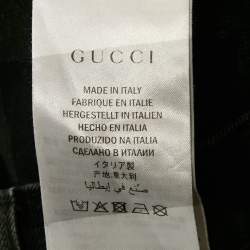 GUCCI
MADE IN ITALY
FABRIQUE EN ITALIE
HERGESTELLT IN ITALIEN
HECHO EN ITALIA
PRODUZIDO NA ITALIA
СДЕЛАНО В ИТАЛИИ
イタリア製
产地:意大利
صنع في إيطاليا